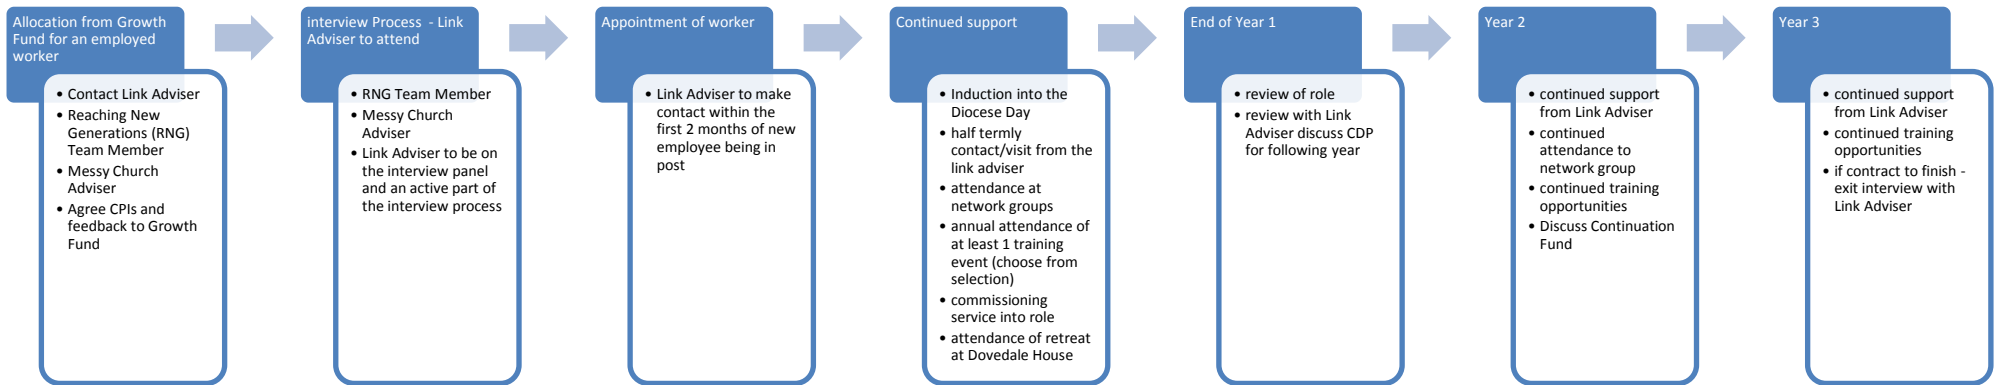 Allocation from Growth
Fund for an employed
worker
• Contact Link Adviser
• Reaching New
Generations (RNG)
Team Member
• Messy Church
Adviser
• Agree CPIs and
feedback to Growth
Fund
interview Process - Link
Adviser to attend
• RNG Team Member
• Messy Church
Adviser
• Link Adviser to be on
the interview panel
and an active part of
the interview process
Appointment of worker
• Link Adviser to make
contact within the
first 2 months of new
employee being in
post
Continued support
• Induction into the
Diocese Day
• half termly
contact/visit from the
link adviser
• attendance at
network groups
• annual attendance of
at least 1 training
event (choose from
selection)
• commissioning
service into role
• attendance of retreat
at Dovedale House
End of Year 1
• review of role
• review with Link
Adviser discuss CDP
for following year
Year 2
• continued support
from Link Adviser
• continued
attendance to
network group
• continued training
opportunities
• Discuss Continuation
Fund
Year 3
• continued support
from Link Adviser
• continued training
opportunities
• if contract to finish -
exit interview with
Link Adviser